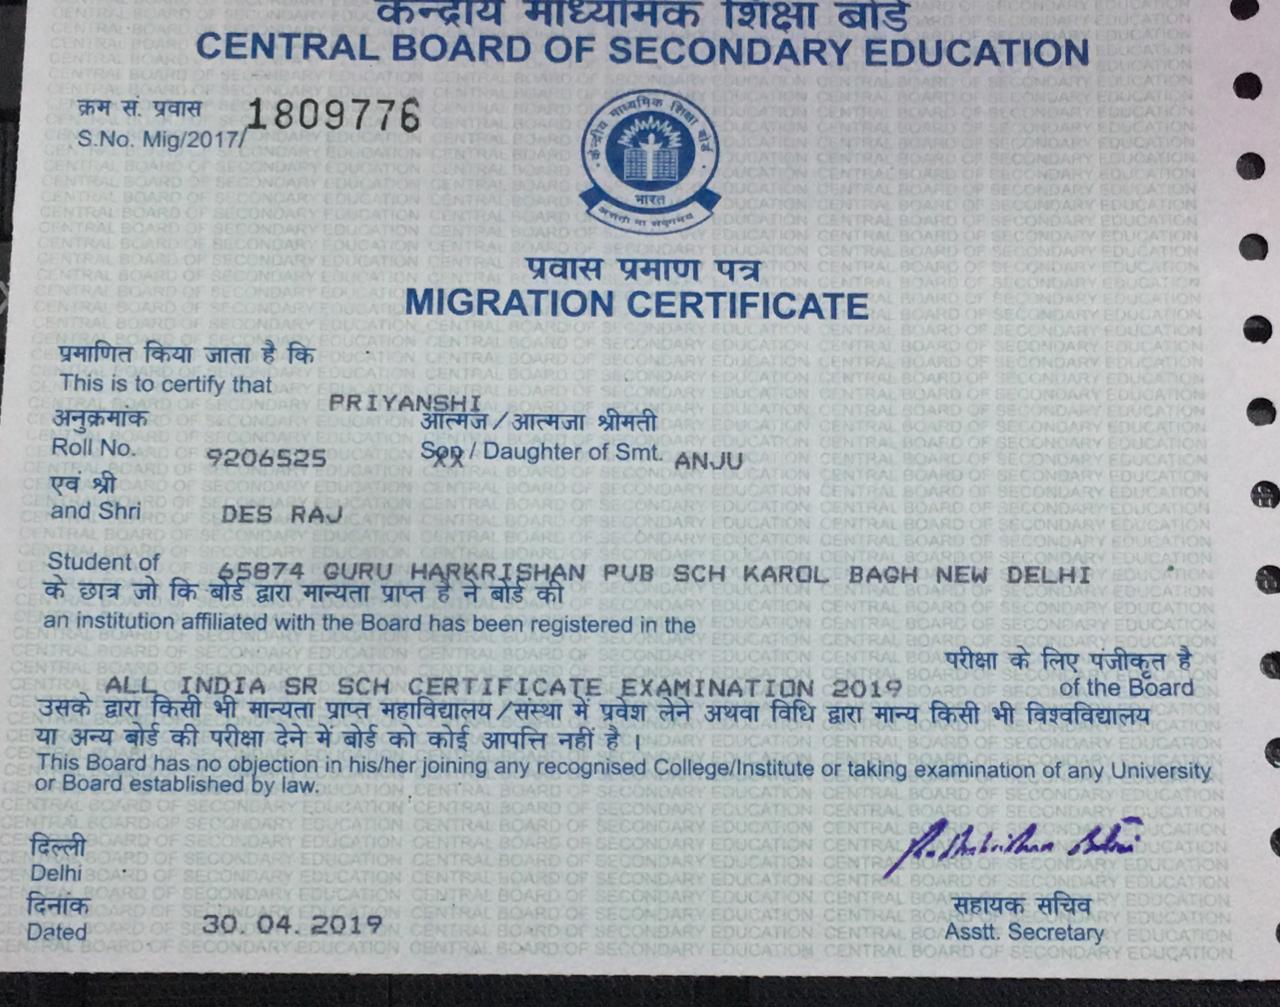 केन्द्रीय माध्यमिक शिक्षा बोर्ड
CENTRAL BOARD OF SECONDARY EDUCATION
क्रम सं. प्रवास
S.No. Mig/2017/ 1809776
केन्द्रीय माध्यमिक शिक्षा बोर्ड
भारत
असतो मा सद्गमय
प्रवास प्रमाण पत्र
MIGRATION CERTIFICATE
प्रमाणित किया जाता है कि
This is to certify that
PRIYANSHI
अनुक्रमांक आत्मज / आत्मजा श्रीमती
Roll No. 9206525 Son / Daughter of Smt. ANJU
एवं श्री
and Shri DES RAJ
Student of 65874 GURU HARKRISHAN PUB SCH KAROL BAGH NEW DELHI
के छात्र जो कि बोर्ड द्वारा मान्यता प्राप्त है ने बोर्ड की
an institution affiliated with the Board has been registered in the
परीक्षा के लिए पंजीकृत है
ALL INDIA SR SCH CERTIFICATE EXAMINATION 2019 of the Board
उसके द्वारा किसी भी मान्यता प्राप्त महाविद्यालय/संस्था में प्रवेश लेने अथवा विधि द्वारा मान्य किसी भी विश्वविद्यालय
या अन्य बोर्ड की परीक्षा देने में बोर्ड को कोई आपत्ति नहीं है ।
This Board has no objection in his/her joining any recognised College/Institute or taking examination of any University
or Board established by law.
दिल्ली
Delhi
दिनांक सहायक सचिव
Dated 30.04.2019 Asstt. Secretary